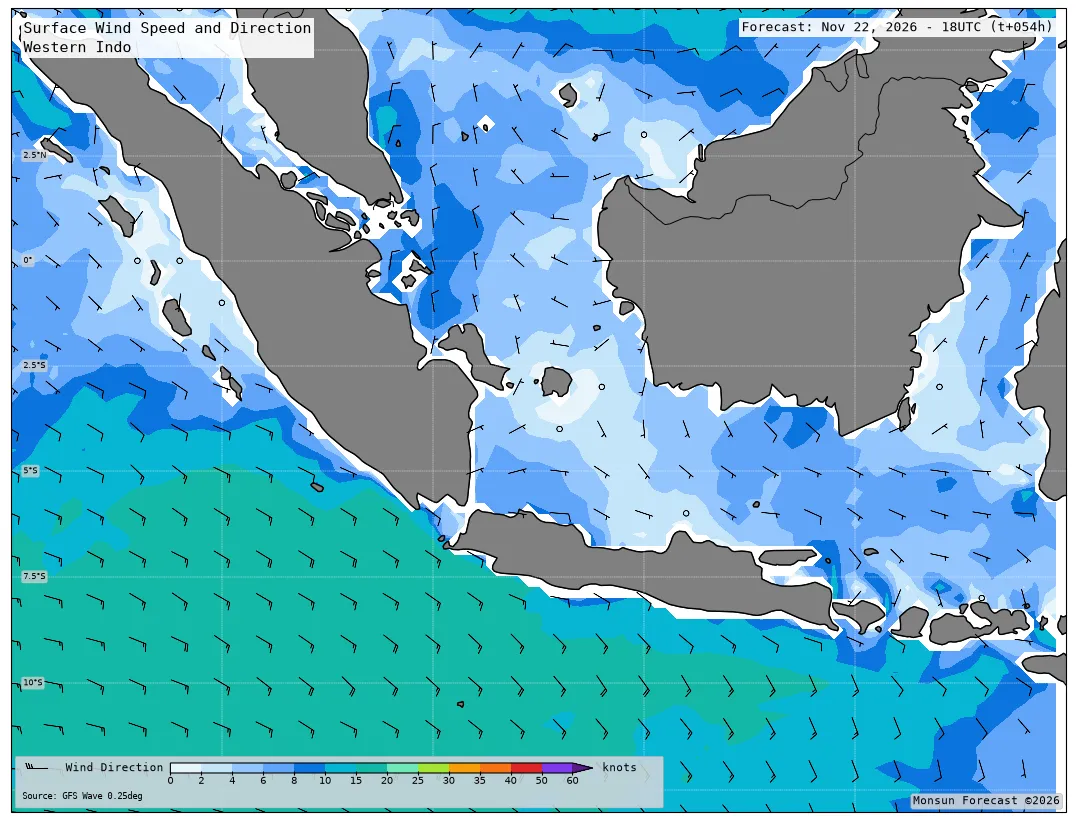 Surface Wind Speed and Direction
Western Indo
Forecast: Nov 22, 2026 - 18UTC (t+054h)
2.5°N
0°
2.5°S
5°S
7.5°S
10°S
Wind Direction
0 2 4 6 8 10 15 20 25 30 35 40 50 60
knots
Source: GFS Wave 0.25deg
Monsun Forecast ©2026